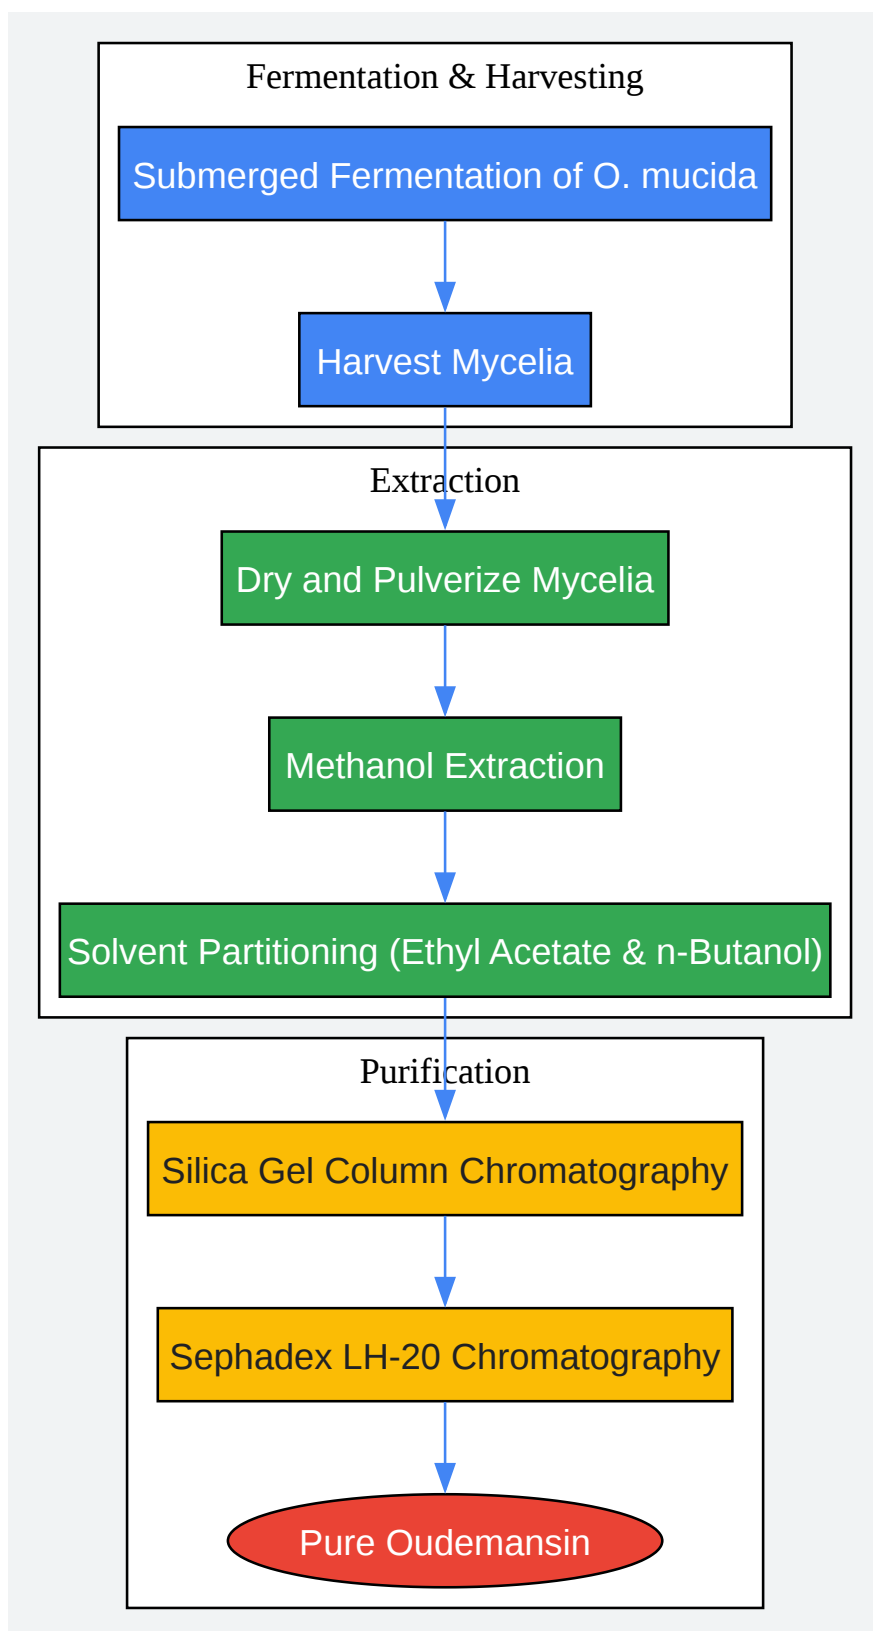 Fermentation & Harvesting
Submerged Fermentation of O. mucida
Harvest Mycelia
Extraction
Dry and Pulverize Mycelia
Methanol Extraction
Solvent Partitioning (Ethyl Acetate & n-Butanol)
Purification
Silica Gel Column Chromatography
Sephadex LH-20 Chromatography
Pure Oudemansin